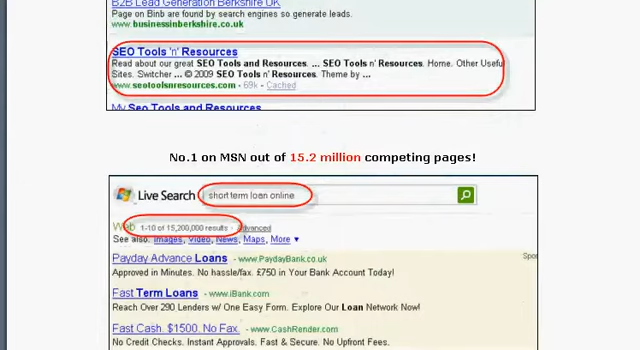 B2B Lead Generation Berkshire UK
Page on Binb are found by search engines so generate leads.
www.businessinberkshire.co.uk
SEO Tools 'n' Resources
Read about our great SEO Tools and Resources. ... SEO Tools n' Resources. Home. Other Useful
Sites. Switcher ... © 2009 SEO Tools n' Resources. Theme by ...
www.seotoolsnresources.com - 69k - Cached
My Seo Tools and Resources
No.1 on MSN out of 15.2 million competing pages!
Live Search short term loan online
Web 1-10 of 15,200,000 results · Advanced
See also: Images, Video, News, Maps, More ▼
Payday Advance Loans - www.PaydayBank.co.uk Spor
Approved in Minutes. No hassle/fax. £750 in Your Bank Account Today!
Fast Term Loans - www.iBank.com
Reach Over 290 Lenders w/ One Easy Form. Explore Our Loan Network Now!
Fast Cash. $1500. No Fax. - www.CashRender.com
No Credit Checks. Instant Approvals. Fast & Secure. No Upfront Fees.